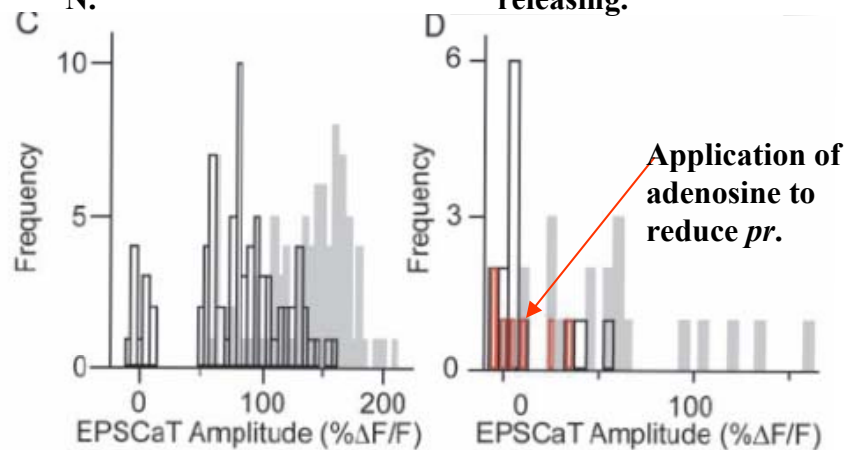 N.
releasing.
C
D
10
5
0
Frequency
0 100 200
EPSCaT Amplitude (%ΔF/F)
6
3
0
Frequency
0 100
EPSCaT Amplitude (%ΔF/F)
Application of
adenosine to
reduce pr.